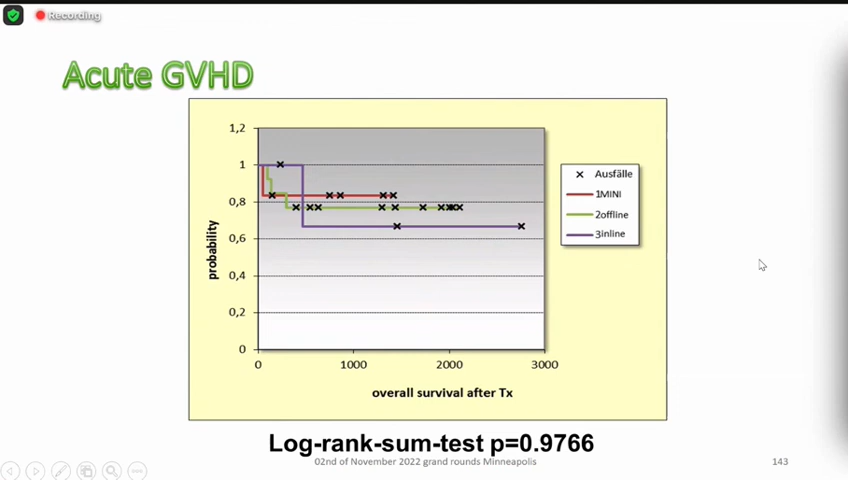 Recording
Acute GVHD
1,2
1
0,8
0,6
0,4
0,2
0
probability
0
1000
2000
3000
overall survival after Tx
Ausfälle
1MINI
2offline
3inline
Log-rank-sum-test p=0.9766
02nd of November 2022 grand rounds Minneapolis
143